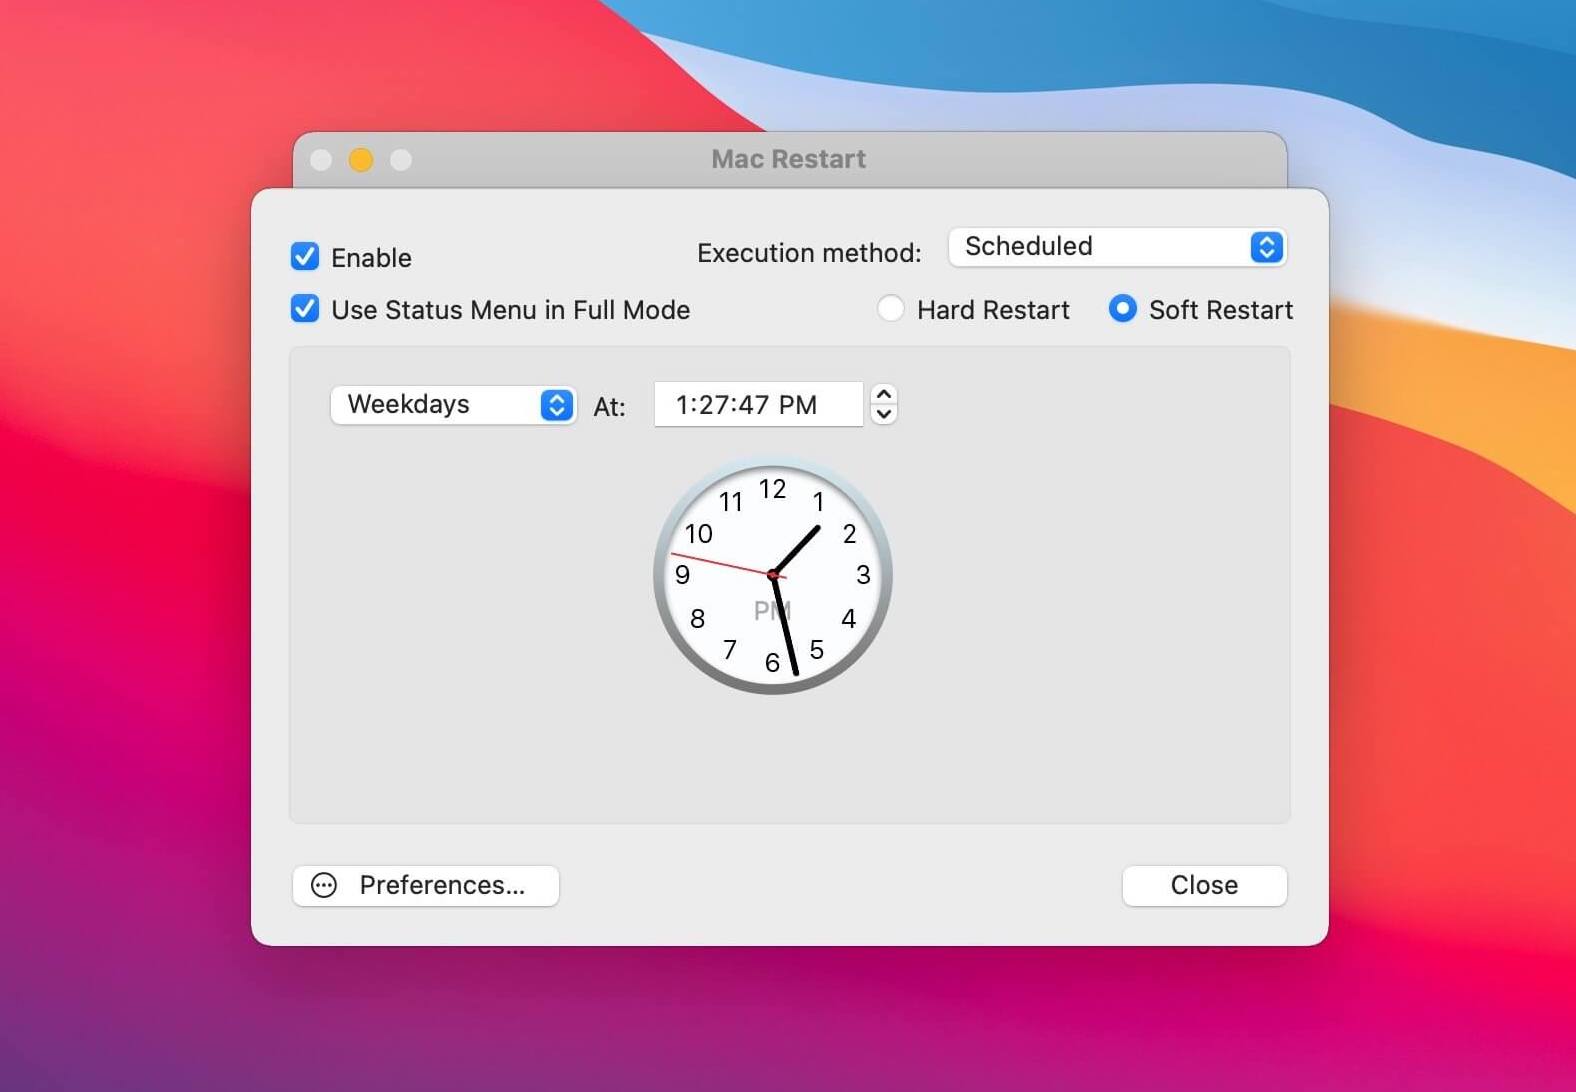 Mac Restart
Enable
Execution method:
Scheduled
Use Status Menu in Full Mode
Hard Restart
Soft Restart
Weekdays
At:
1:27:47 PM
12
11
1
10
2
9
3
PM
8
4
7
5
6
Preferences...
Close